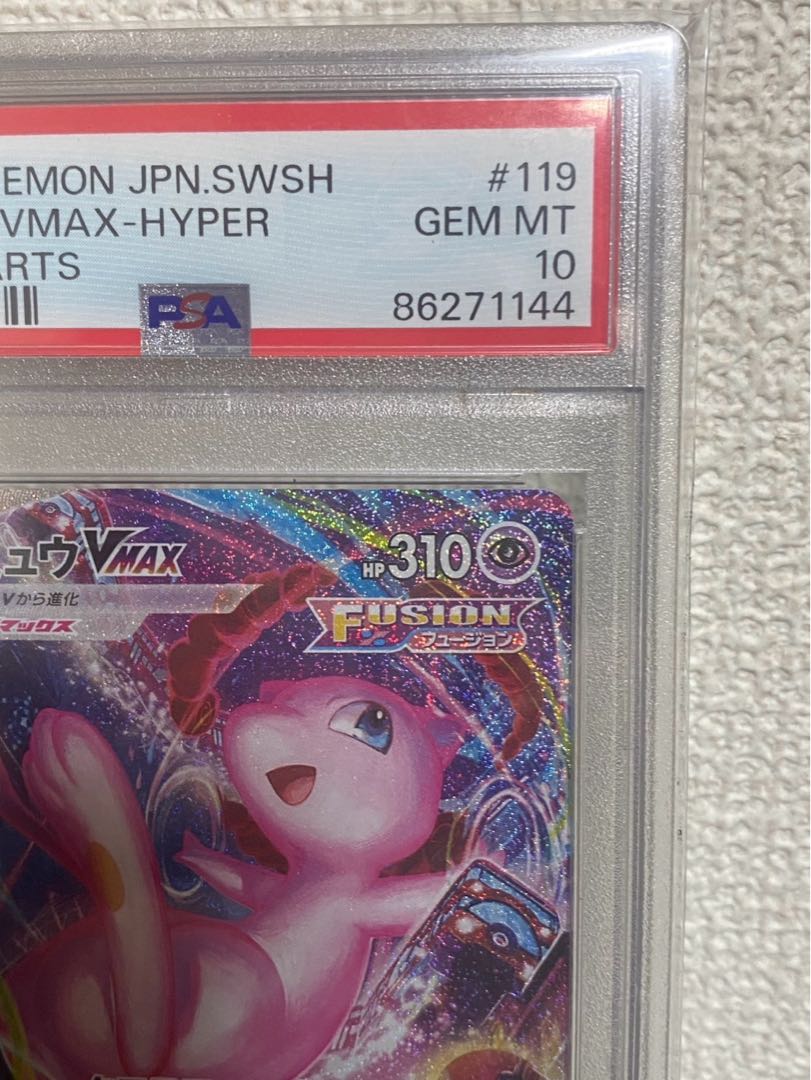 EMON JPN.SWSH #119
VMAX-HYPER GEM MT
ARTS 10
PSA 86271144
ュウVMAX HP310
Vから進化
マックス
FUSION
フュージョン